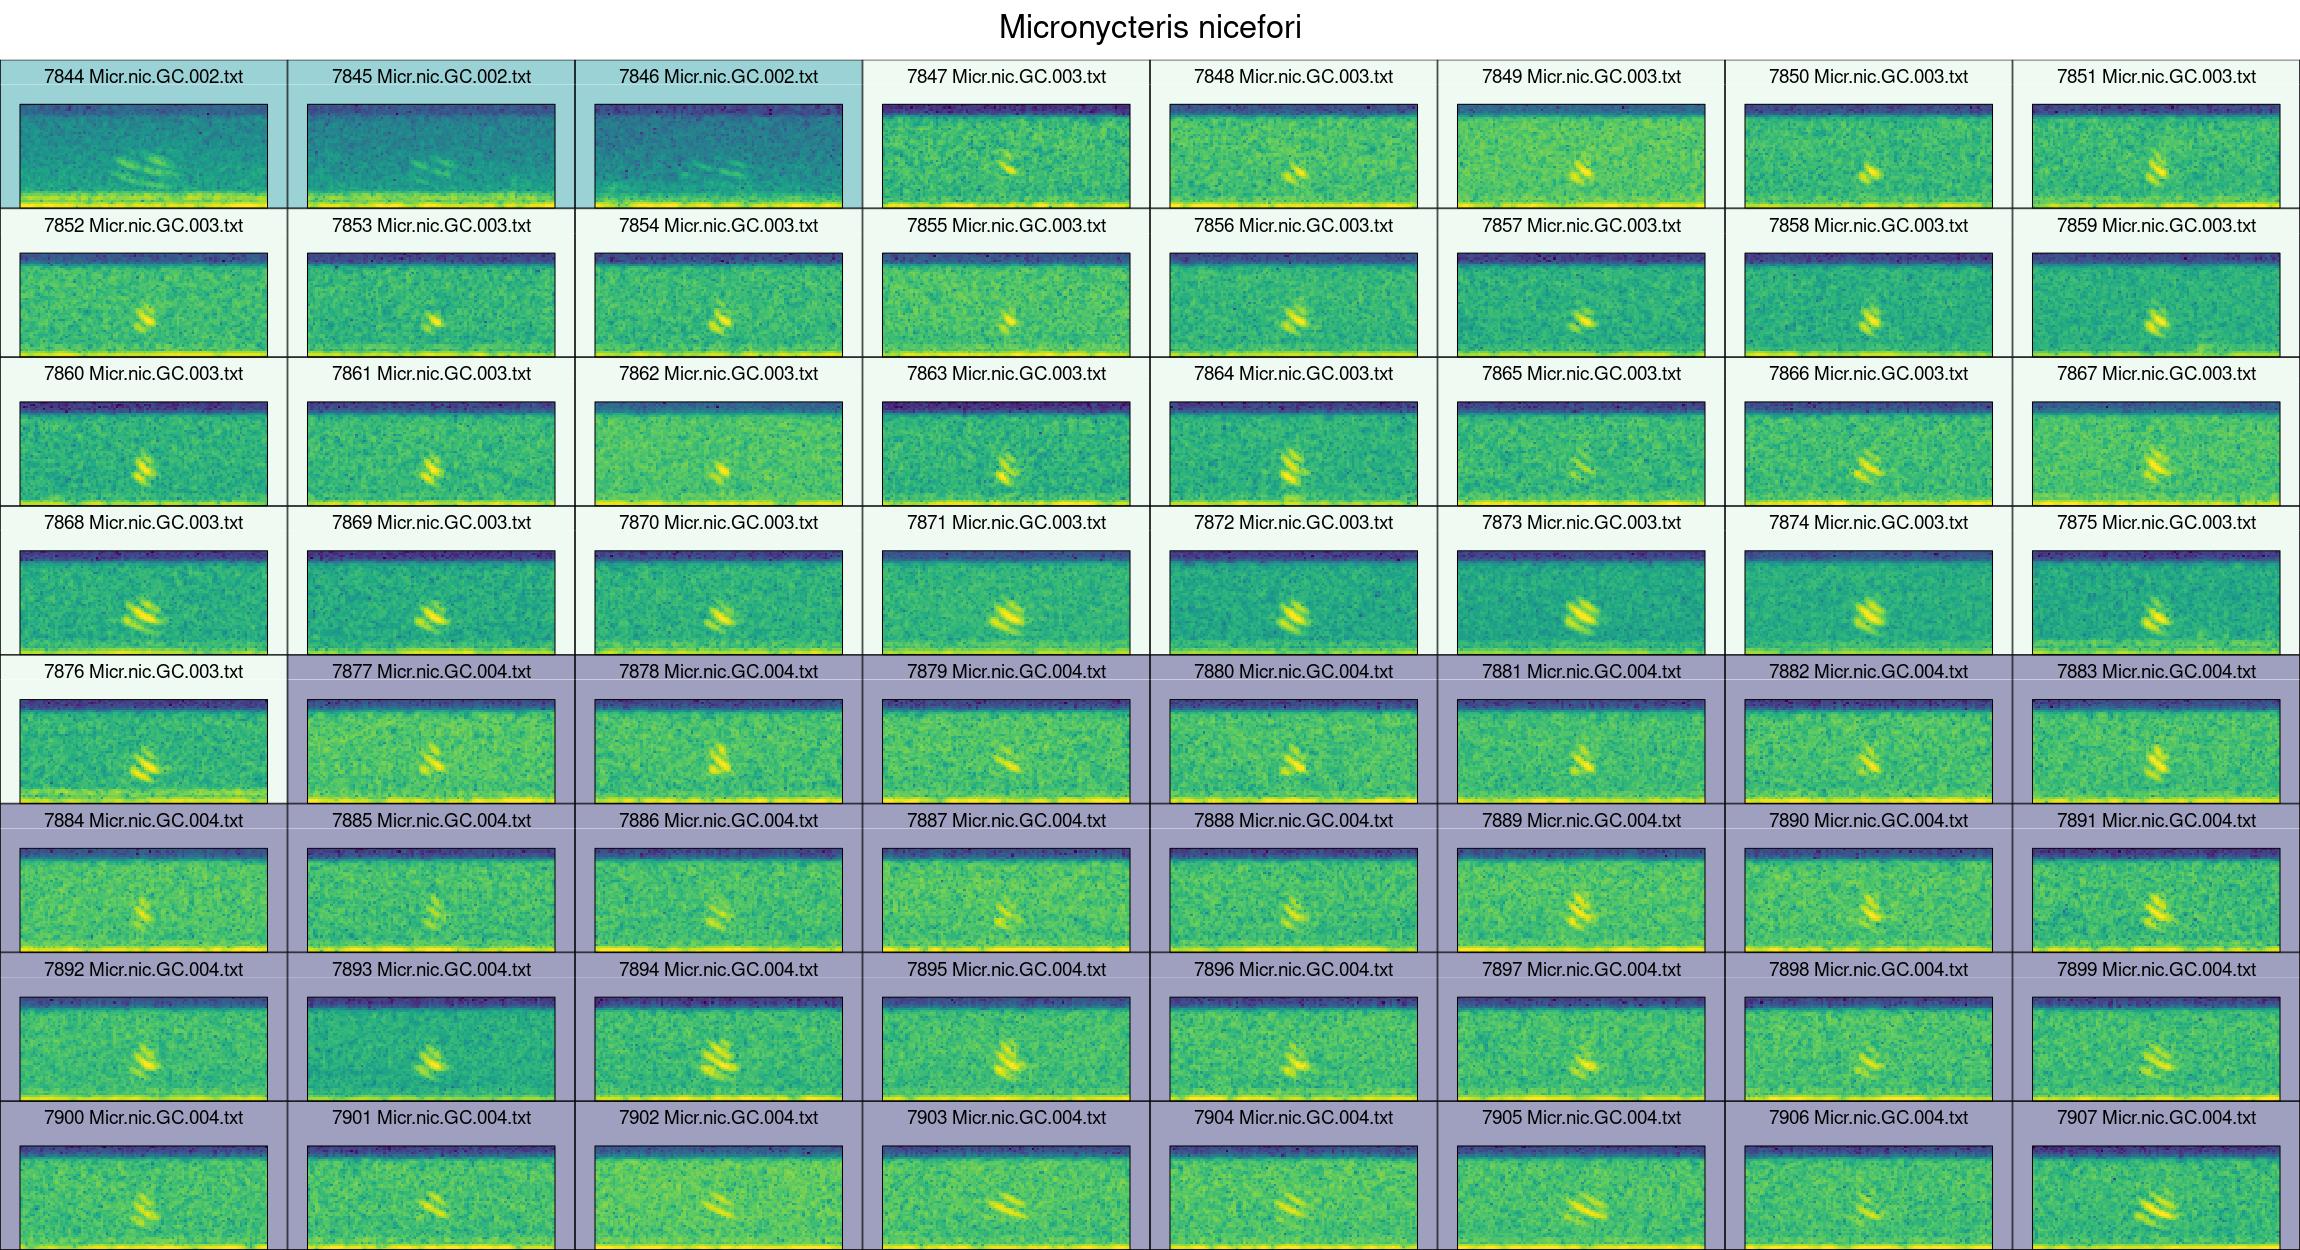 Micronycteris nicefori
7844 Micr.nic.GC.002.txt 7845 Micr.nic.GC.002.txt 7846 Micr.nic.GC.002.txt 7847 Micr.nic.GC.003.txt 7848 Micr.nic.GC.003.txt 7849 Micr.nic.GC.003.txt 7850 Micr.nic.GC.003.txt 7851 Micr.nic.GC.003.txt
7852 Micr.nic.GC.003.txt 7853 Micr.nic.GC.003.txt 7854 Micr.nic.GC.003.txt 7855 Micr.nic.GC.003.txt 7856 Micr.nic.GC.003.txt 7857 Micr.nic.GC.003.txt 7858 Micr.nic.GC.003.txt 7859 Micr.nic.GC.003.txt
7860 Micr.nic.GC.003.txt 7861 Micr.nic.GC.003.txt 7862 Micr.nic.GC.003.txt 7863 Micr.nic.GC.003.txt 7864 Micr.nic.GC.003.txt 7865 Micr.nic.GC.003.txt 7866 Micr.nic.GC.003.txt 7867 Micr.nic.GC.003.txt
7868 Micr.nic.GC.003.txt 7869 Micr.nic.GC.003.txt 7870 Micr.nic.GC.003.txt 7871 Micr.nic.GC.003.txt 7872 Micr.nic.GC.003.txt 7873 Micr.nic.GC.003.txt 7874 Micr.nic.GC.003.txt 7875 Micr.nic.GC.003.txt
7876 Micr.nic.GC.003.txt 7877 Micr.nic.GC.004.txt 7878 Micr.nic.GC.004.txt 7879 Micr.nic.GC.004.txt 7880 Micr.nic.GC.004.txt 7881 Micr.nic.GC.004.txt 7882 Micr.nic.GC.004.txt 7883 Micr.nic.GC.004.txt
7884 Micr.nic.GC.004.txt 7885 Micr.nic.GC.004.txt 7886 Micr.nic.GC.004.txt 7887 Micr.nic.GC.004.txt 7888 Micr.nic.GC.004.txt 7889 Micr.nic.GC.004.txt 7890 Micr.nic.GC.004.txt 7891 Micr.nic.GC.004.txt
7892 Micr.nic.GC.004.txt 7893 Micr.nic.GC.004.txt 7894 Micr.nic.GC.004.txt 7895 Micr.nic.GC.004.txt 7896 Micr.nic.GC.004.txt 7897 Micr.nic.GC.004.txt 7898 Micr.nic.GC.004.txt 7899 Micr.nic.GC.004.txt
7900 Micr.nic.GC.004.txt 7901 Micr.nic.GC.004.txt 7902 Micr.nic.GC.004.txt 7903 Micr.nic.GC.004.txt 7904 Micr.nic.GC.004.txt 7905 Micr.nic.GC.004.txt 7906 Micr.nic.GC.004.txt 7907 Micr.nic.GC.004.txt